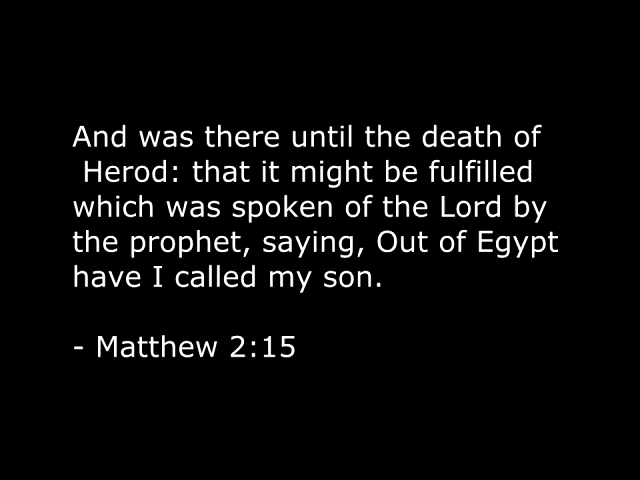 And was there until the death of
Herod: that it might be fulfilled
which was spoken of the Lord by
the prophet, saying, Out of Egypt
have I called my son.
- Matthew 2:15